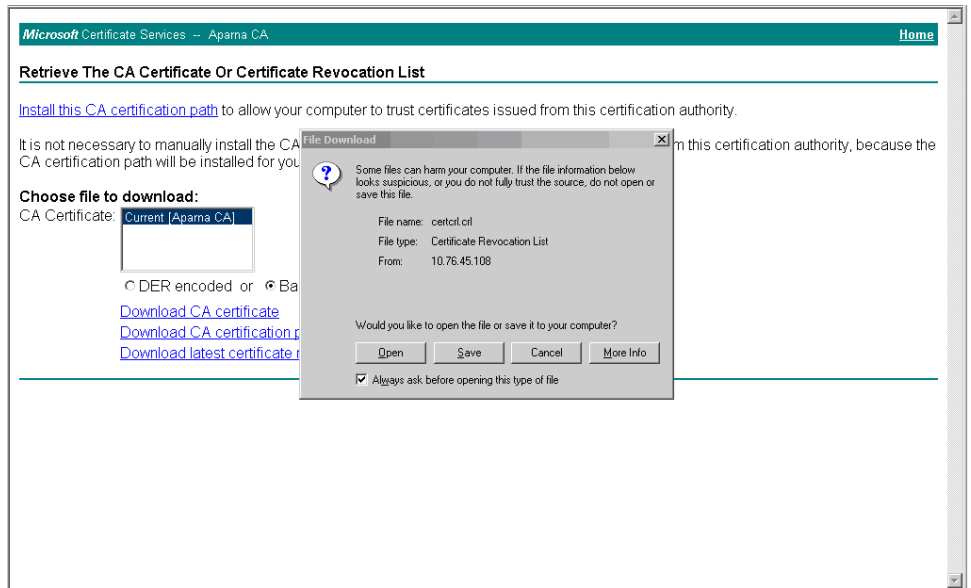 Microsoft Certificate Services -- Aparna CA Home
Retrieve The CA Certificate Or Certificate Revocation List
Install this CA certification path to allow your computer to trust certificates issued from this certification authority.
It is not necessary to manually install the CA m this certification authority, because the
CA certification path will be installed for you
Choose file to download:
CA Certificate: Current [Aparna CA]
DER encoded or Ba
Download CA certificate
Download CA certification p
Download latest certificate r
File Download
Some files can harm your computer. If the file information below
looks suspicious, or you do not fully trust the source, do not open or
save this file.
File name: certcrl.crl
File type: Certificate Revocation List
From: 10.76.45.108
Would you like to open the file or save it to your computer?
Open Save Cancel More Info
Always ask before opening this type of file